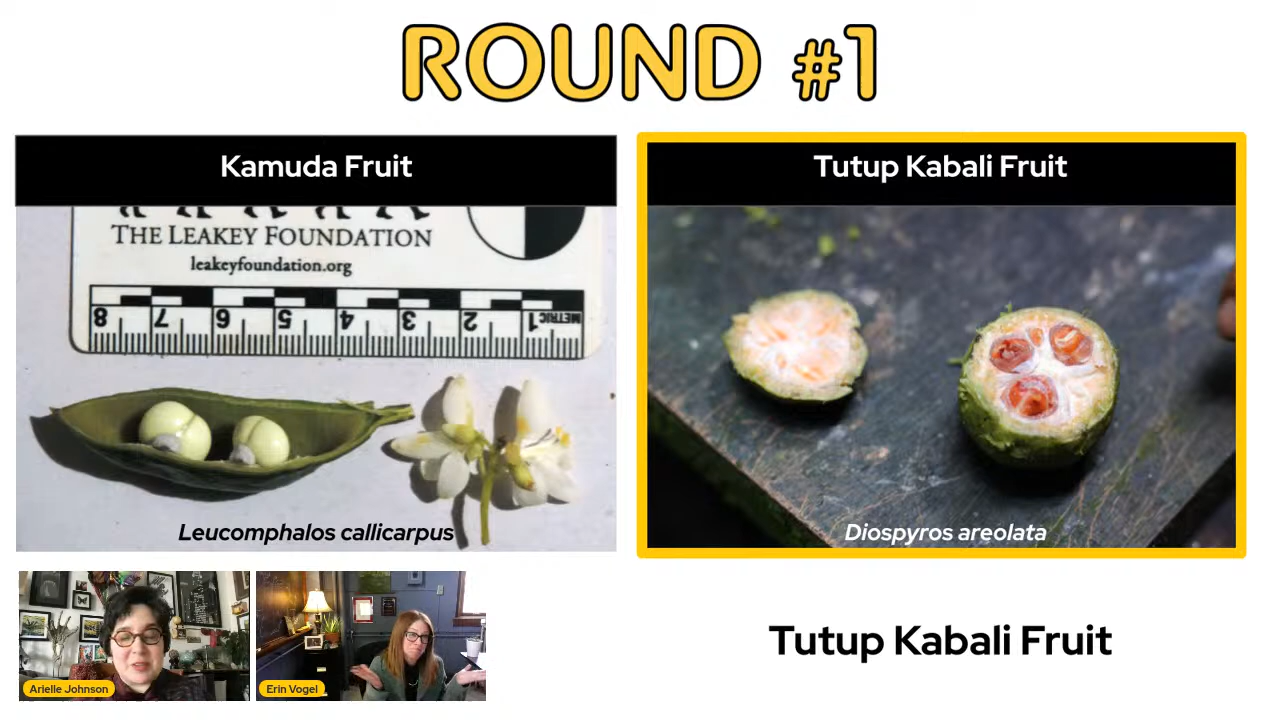 ROUND #1
Kamuda Fruit
Tutup Kabali Fruit
THE LEAKEY FOUNDATION
leakeyfoundation.org
8 7 6 5 4 3 2 1 METRIC
Leucomphalos callicarpus
Diospyros areolata
Arielle Johnson
Erin Vogel
Tutup Kabali Fruit